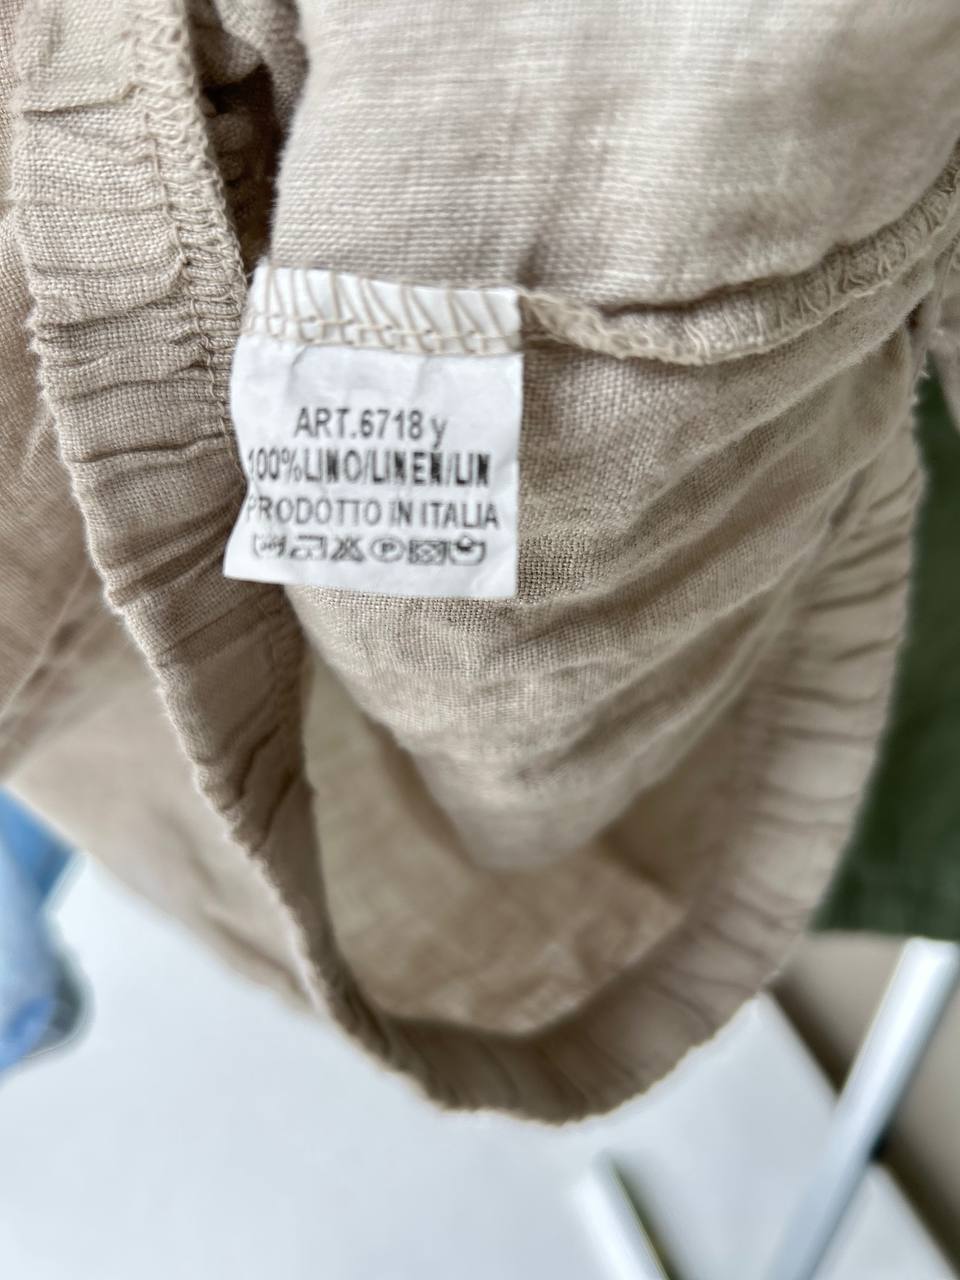 ART.6718 y
100%LINO/LINEN/LIN
PRODOTTO IN ITALIA